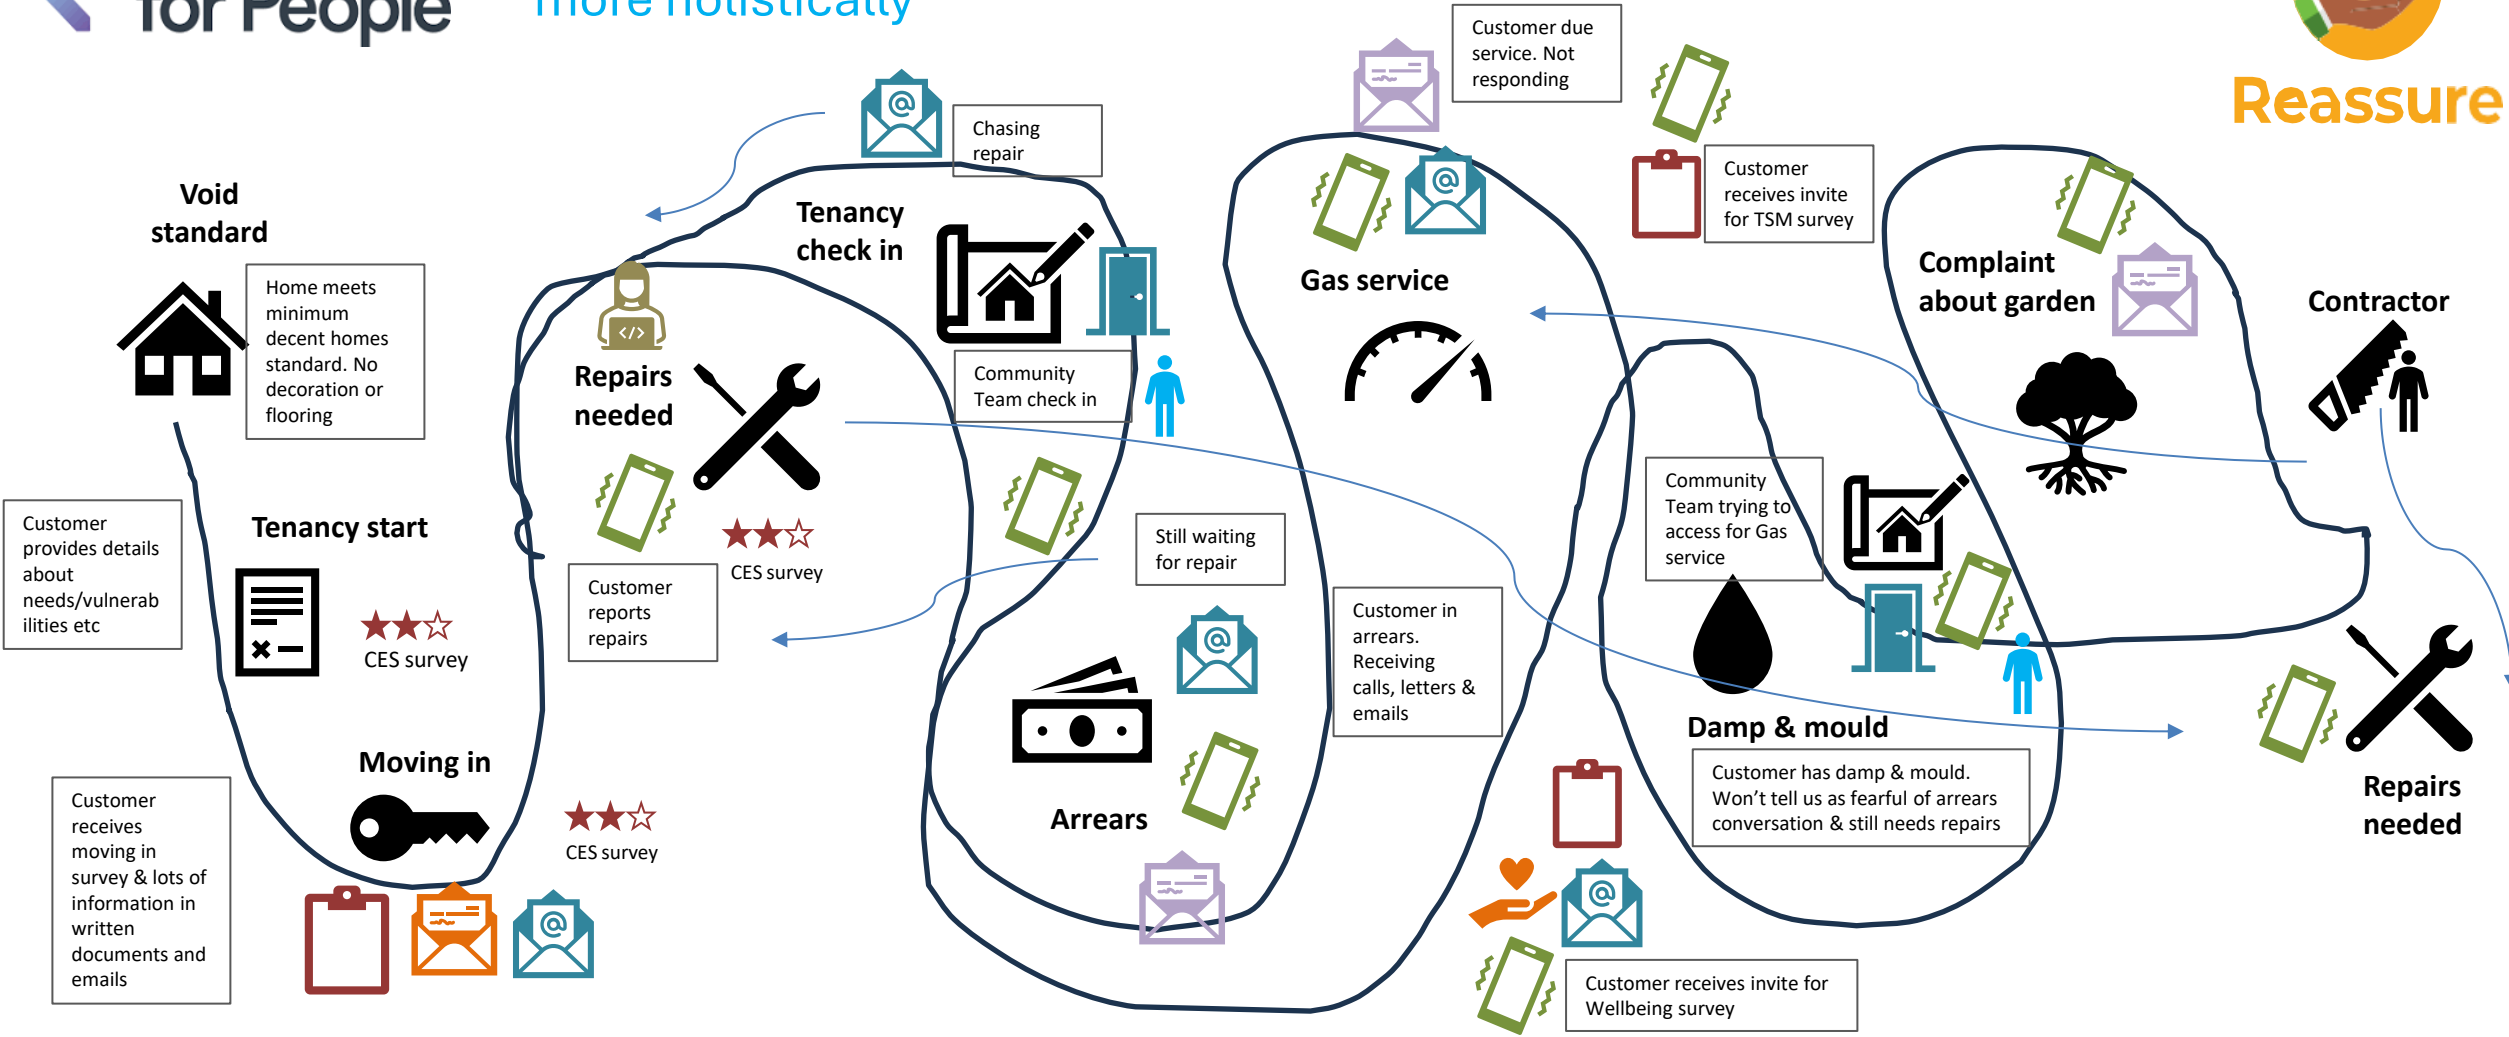 for People
more holistically
Reassure
Void
standard
Home meets
minimum
decent homes
standard. No
decoration or
flooring
Customer
provides details
about
needs/vulnerab
ilities etc
Tenancy start
CES survey
Moving in
CES survey
Customer
receives
moving in
survey & lots of
information in
written
documents and
emails
Repairs
needed
Customer
reports
repairs
CES survey
Chasing
repair
Tenancy
check in
Community
Team check in
Still waiting
for repair
Arrears
Customer in
arrears.
Receiving
calls, letters &
emails
Customer due
service. Not
responding
Gas service
Customer
receives invite
for TSM survey
Community
Team trying to
access for Gas
service
Damp & mould
Customer has damp & mould.
Won't tell us as fearful of arrears
conversation & still needs repairs
Customer receives invite for
Wellbeing survey
Complaint
about garden
Contractor
Repairs
needed